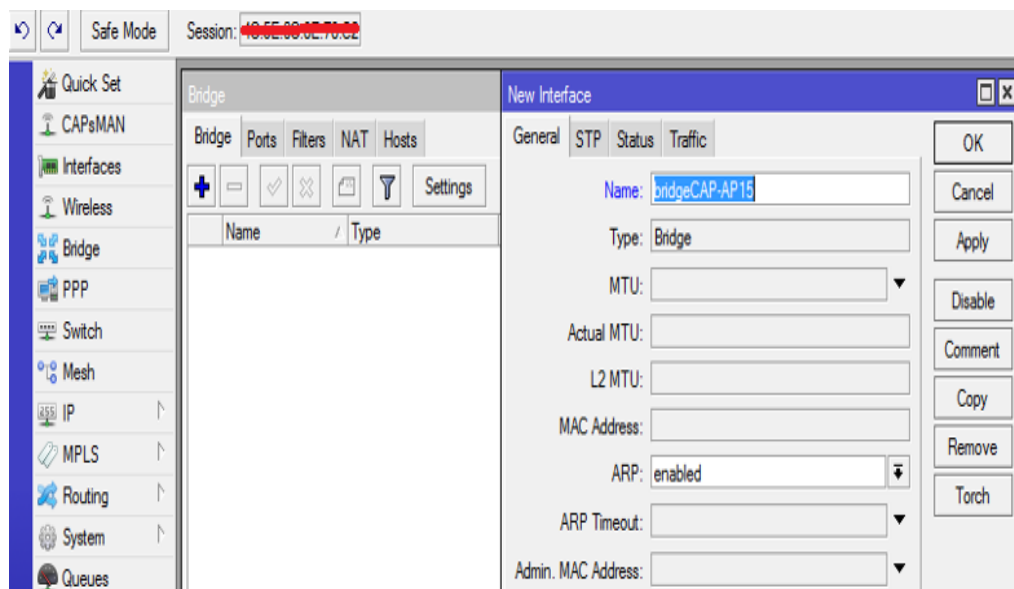 Safe Mode
Session:
Quick Set
CAPsMAN
Interfaces
Wireless
Bridge
PPP
Switch
Mesh
255 IP
MPLS
Routing
System
Queues
Bridge
Bridge Ports Filters NAT Hosts
Settings
Name / Type
New Interface
General STP Status Traffic
Name: bridgeCAP-AP15
Type: Bridge
MTU:
Actual MTU:
L2 MTU:
MAC Address:
ARP: enabled
ARP Timeout:
Admin. MAC Address:
OK
Cancel
Apply
Disable
Comment
Copy
Remove
Torch